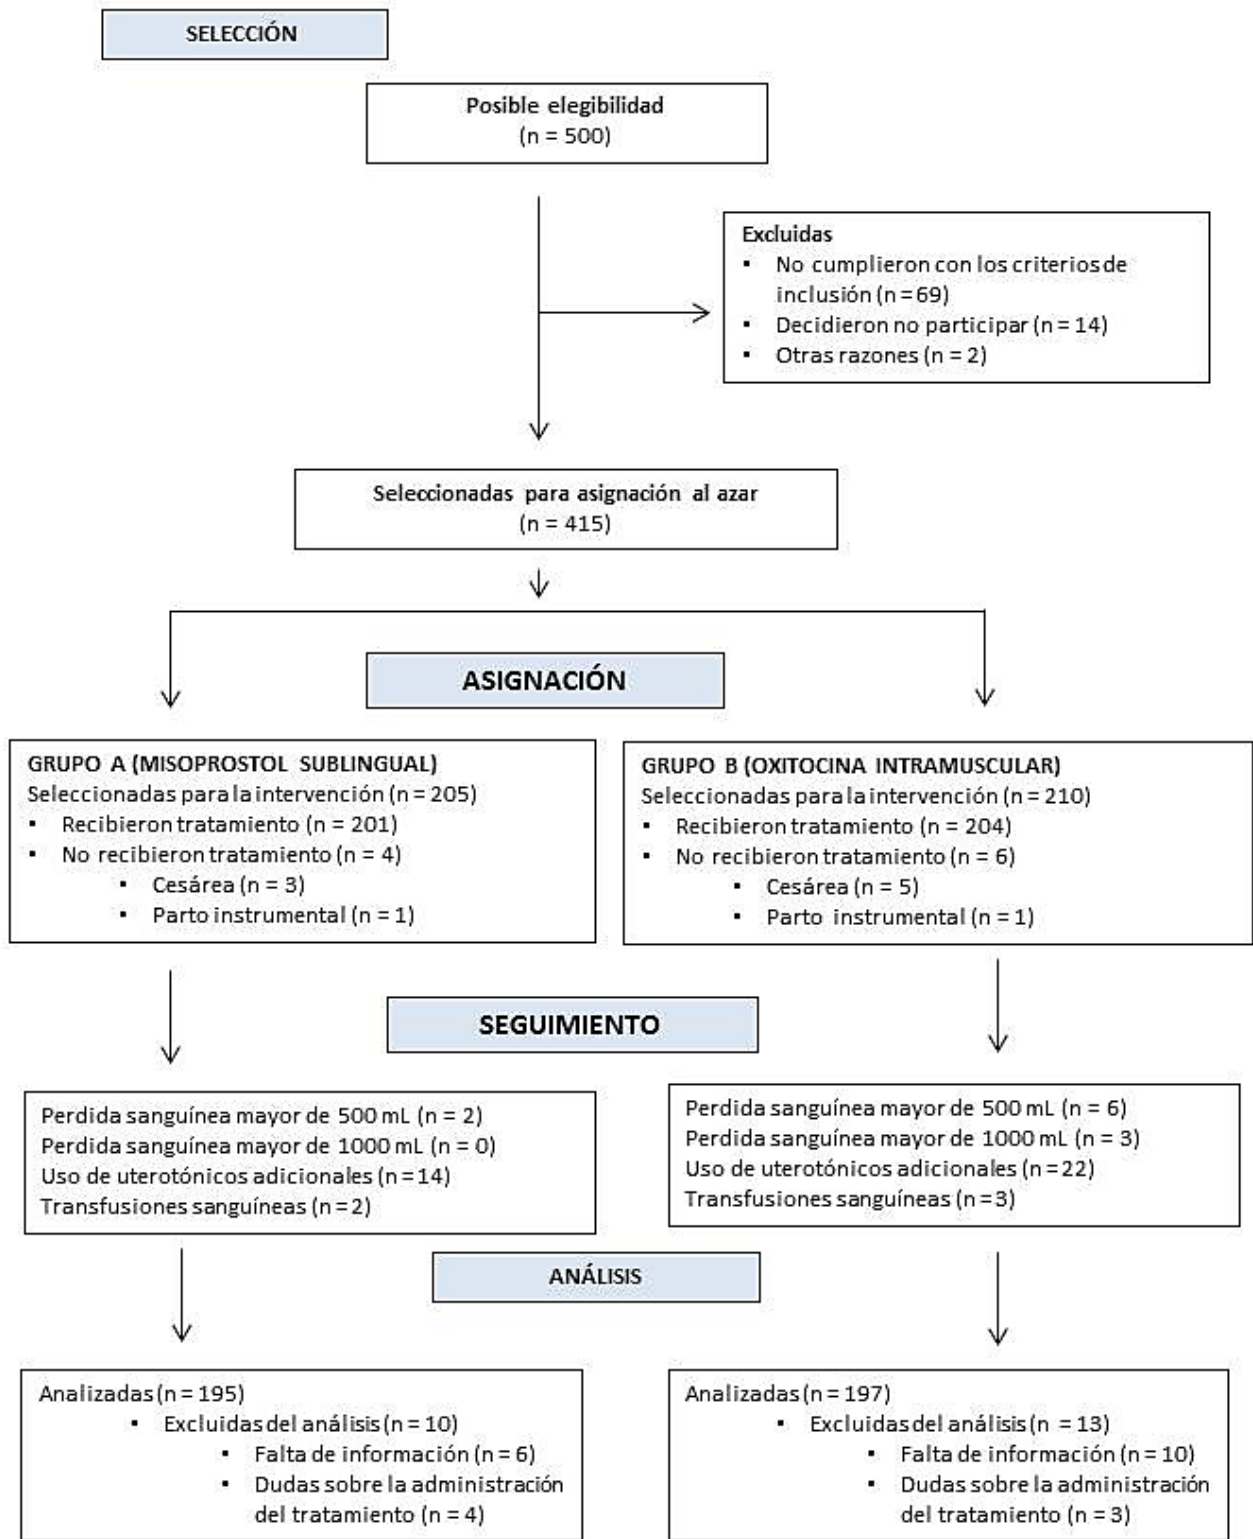 SELECCIÓN
Posible elegibilidad
(n = 500)
Excluidas
▪ No cumplieron con los criterios de
inclusión (n = 69)
▪ Decidieron no participar (n = 14)
▪ Otras razones (n = 2)
Seleccionadas para asignación al azar
(n = 415)
ASIGNACIÓN
GRUPO A (MISOPROSTOL SUBLINGUAL)
Seleccionadas para la intervención (n = 205)
▪ Recibieron tratamiento (n = 201)
▪ No recibieron tratamiento (n = 4)
▪ Cesárea (n = 3)
▪ Parto instrumental (n = 1)
GRUPO B (OXITOCINA INTRAMUSCULAR)
Seleccionadas para la intervención (n = 210)
▪ Recibieron tratamiento (n = 204)
▪ No recibieron tratamiento (n = 6)
▪ Cesárea (n = 5)
▪ Parto instrumental (n = 1)
SEGUIMIENTO
Perdida sanguínea mayor de 500 mL (n = 2)
Perdida sanguínea mayor de 1000 mL (n = 0)
Uso de uterotónicos adicionales (n = 14)
Transfusiones sanguíneas (n = 2)
Perdida sanguínea mayor de 500 mL (n = 6)
Perdida sanguínea mayor de 1000 mL (n = 3)
Uso de uterotónicos adicionales (n = 22)
Transfusiones sanguíneas (n = 3)
ANÁLISIS
Analizadas (n = 195)
▪ Excluidas del análisis (n = 10)
▪ Falta de información (n = 6)
▪ Dudas sobre la administración
del tratamiento (n = 4)
Analizadas (n = 197)
▪ Excluidas del análisis (n = 13)
▪ Falta de información (n = 10)
▪ Dudas sobre la administración
del tratamiento (n = 3)